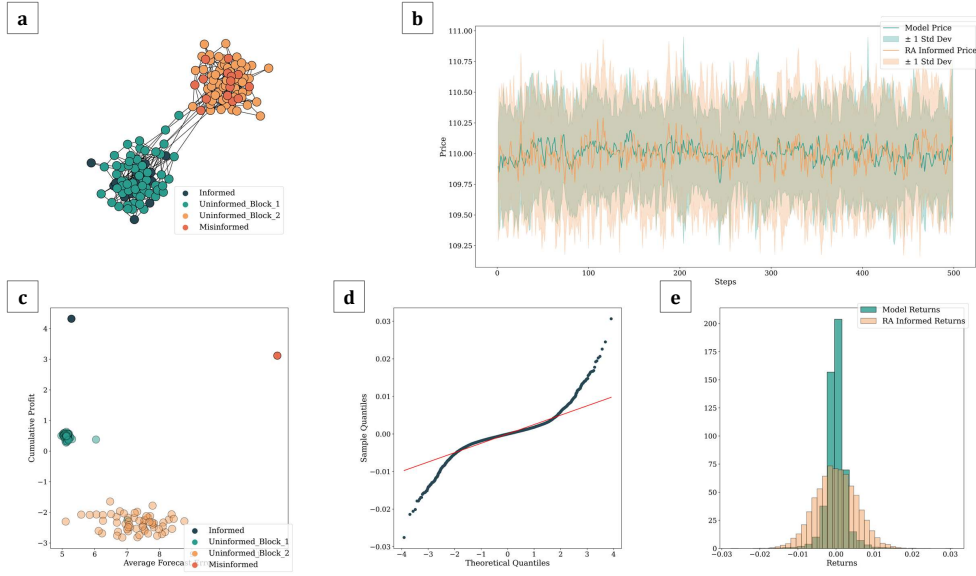 a
Informed
Uninformed_Block_1
Uninformed_Block_2
Misinformed
b
111.00
110.75
110.50
110.25
110.00
109.75
109.50
109.25
Price
0
100
200
300
400
500
Steps
Model Price
± 1 Std Dev
RA Informed Price
± 1 Std Dev
c
4
3
2
1
0
−1
−2
−3
Cumulative Profit
5
6
7
8
Average Forecast
Informed
Uninformed_Block_1
Uninformed_Block_2
Misinformed
d
0.03
0.02
0.01
0.00
−0.01
−0.02
−0.03
Sample Quantiles
−4
−3
−2
−1
0
1
2
3
4
Theoretical Quantiles
e
200
175
150
125
100
75
50
25
0
−0.03
−0.02
−0.01
0.00
0.01
0.02
0.03
Returns
Model Returns
RA Informed Returns